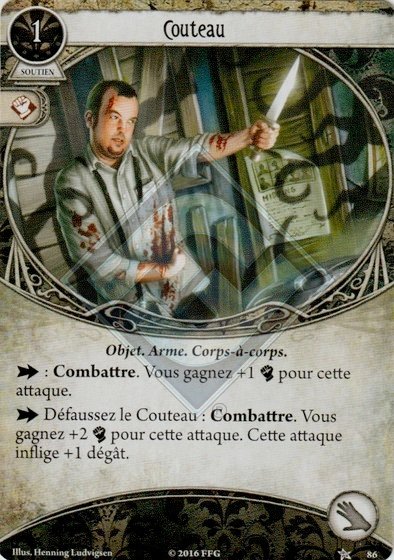 Couteau
1
SOUTIEN
Objet. Arme. Corps-à-corps.
: Combattre. Vous gagnez +1 pour cette
attaque.
Défaussez le Couteau : Combattre. Vous
gagnez +2 pour cette attaque. Cette attaque
inflige +1 dégât.
Illus. Henning Ludvigsen
© 2016 FFG
86